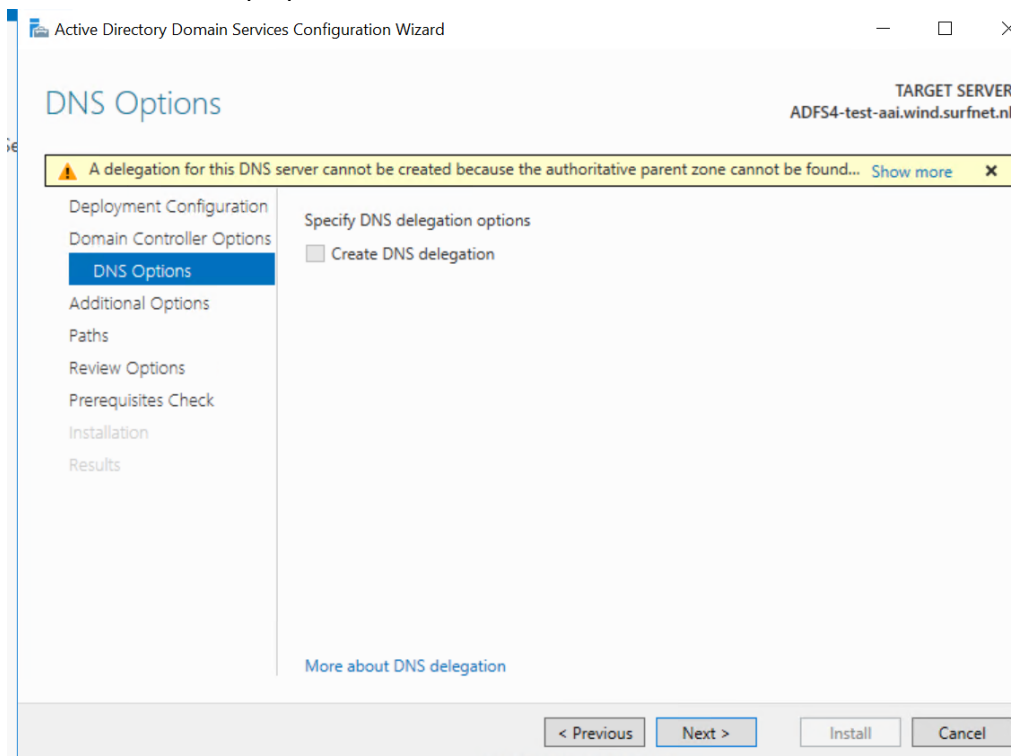 Active Directory Domain Services Configuration Wizard
DNS Options
TARGET SERVER
ADFS4-test-aai.wind.surfnet.nl
A delegation for this DNS server cannot be created because the authoritative parent zone cannot be found... Show more
Deployment Configuration
Domain Controller Options
DNS Options
Additional Options
Paths
Review Options
Prerequisites Check
Installation
Results
Specify DNS delegation options
Create DNS delegation
More about DNS delegation
< Previous Next > Install Cancel